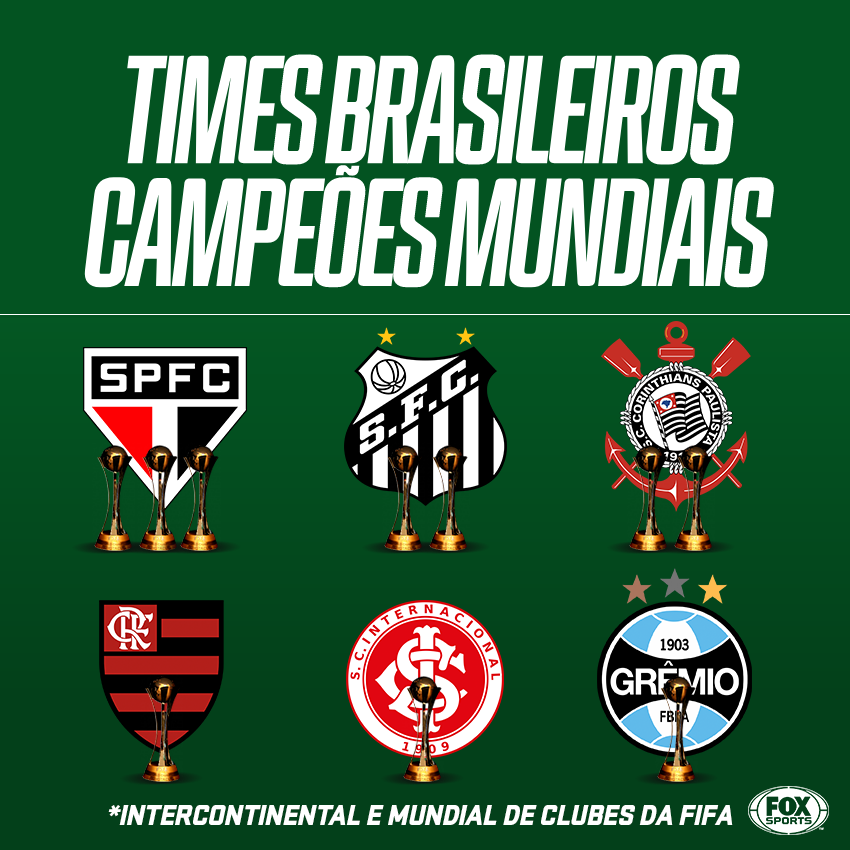 TIMES BRASILEIROS
CAMPEÕES MUNDIAIS
SPFC
S.F.C.
S.C. CORINTHIANS PAULISTA
CRF
S.C. INTERNACIONAL
1909
1903
GRÊMIO
*INTERCONTINENTAL E MUNDIAL DE CLUBES DA FIFA
FOX
SPORTS